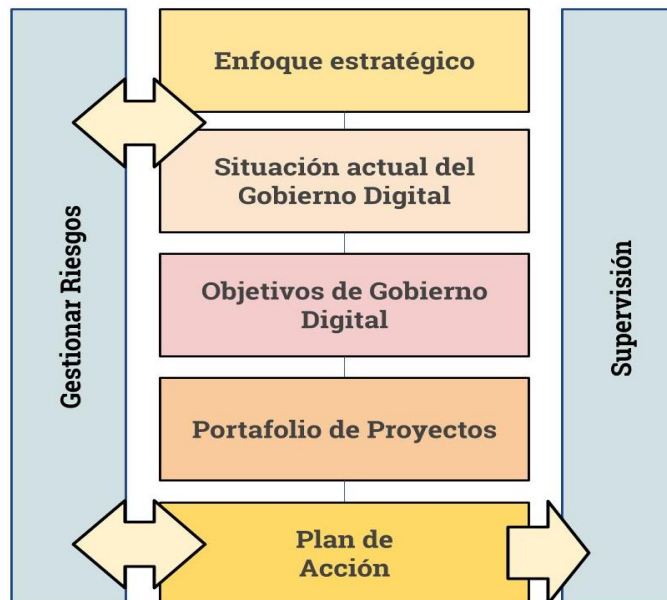 Enfoque estratégico
Situación actual del
Gobierno Digital
Objetivos de Gobierno
Digital
Portafolio de Proyectos
Plan de
Acción
Gestionar Riesgos
Supervisión